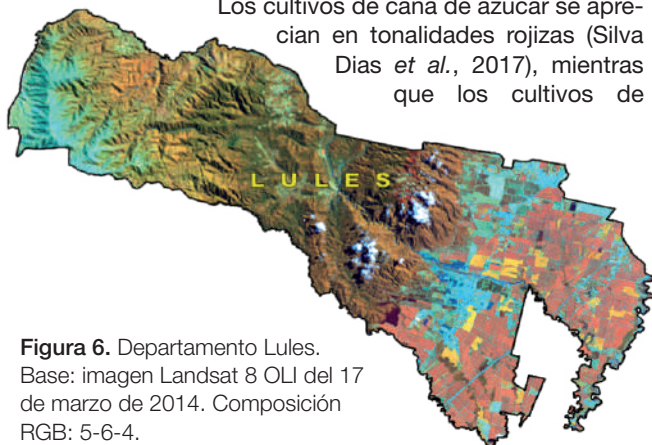 Los cultivos de caña de azúcar se apre-
cian en tonalidades rojizas (Silva
Dias et al., 2017), mientras
que los cultivos de
LULES
Figura 6. Departamento Lules.
Base: imagen Landsat 8 OLI del 17
de marzo de 2014. Composición
RGB: 5-6-4.